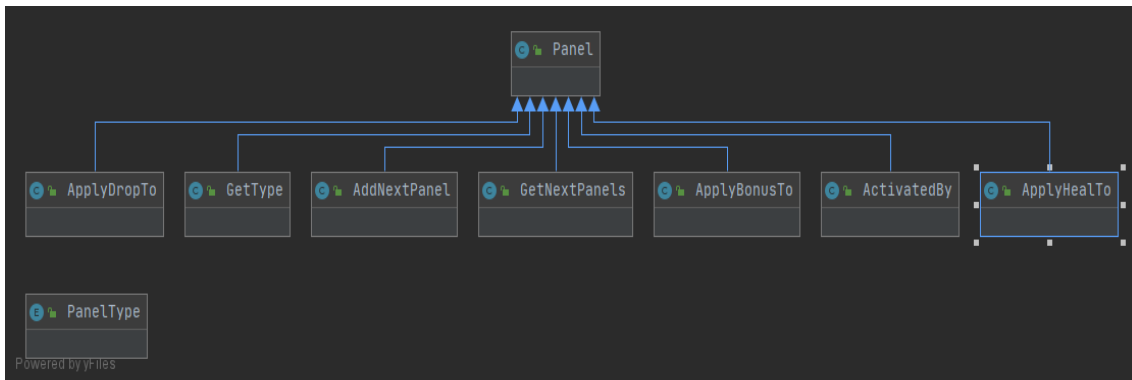 C Panel
C ApplyDropTo
C GetType
C AddNextPanel
C GetNextPanels
C ApplyBonusTo
C ActivatedBy
C ApplyHealTo
E PanelType
Powered by yFiles